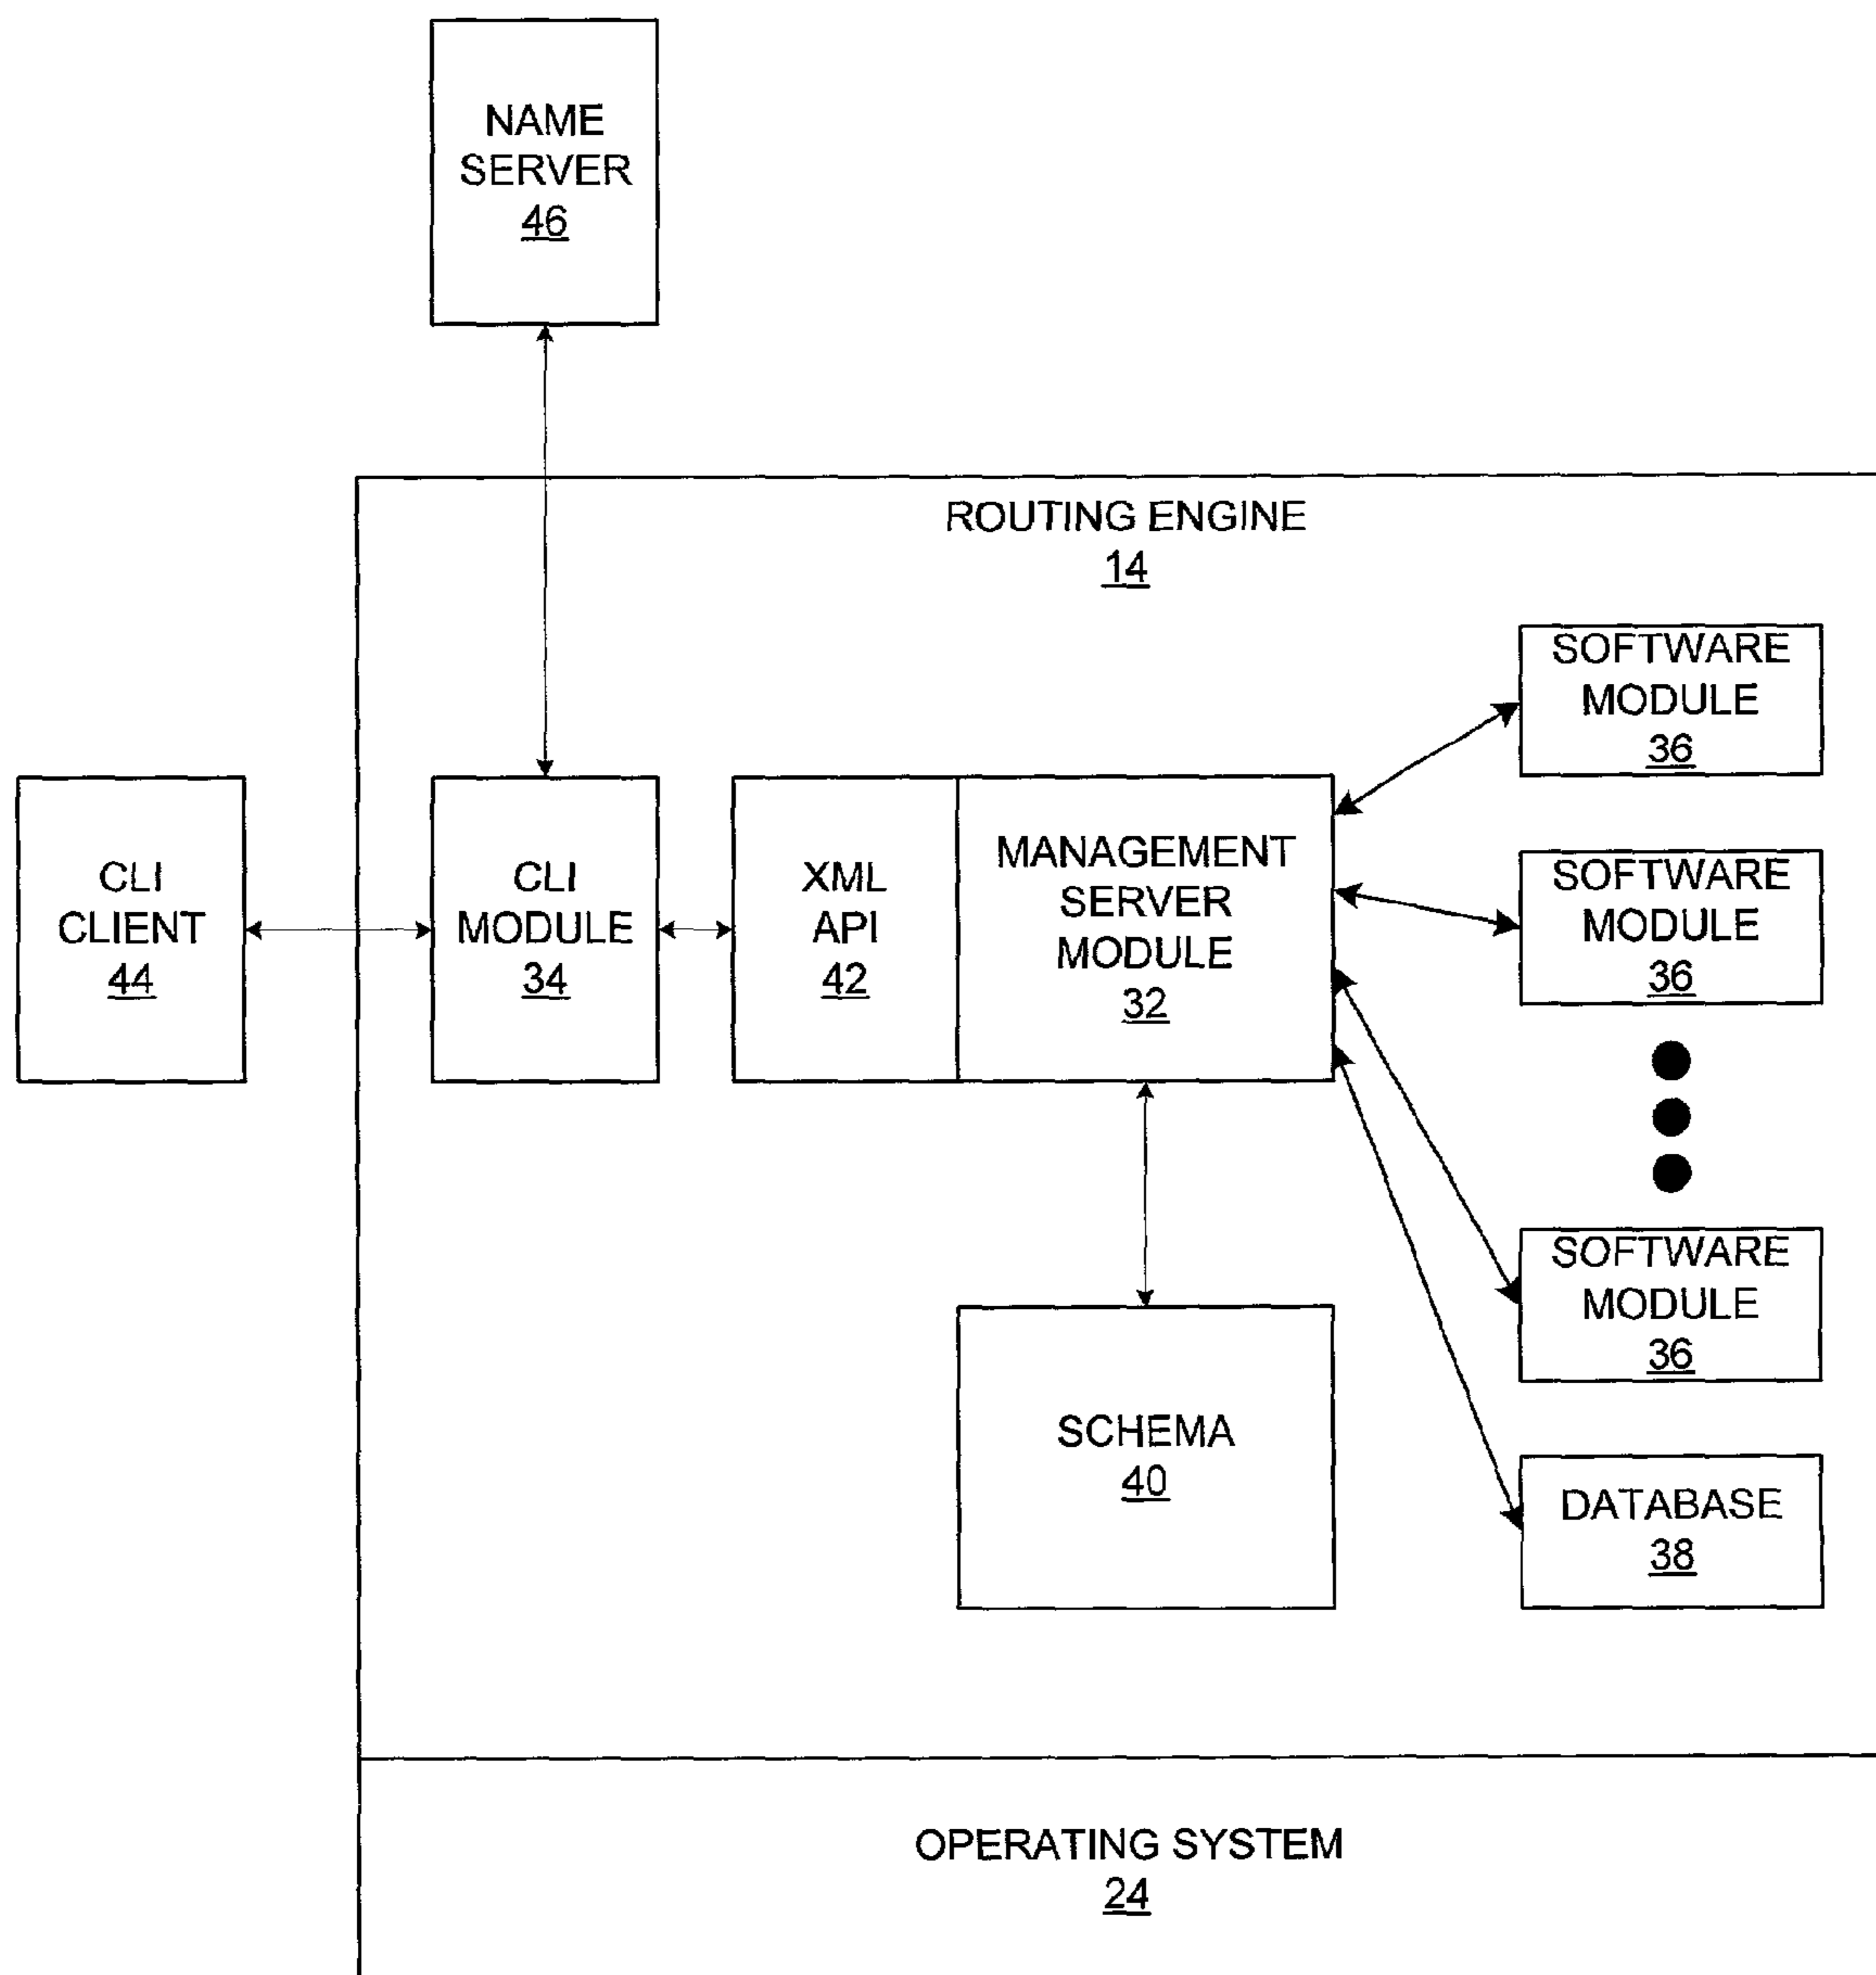 NAME
SERVER
46
ROUTING ENGINE
14
SOFTWARE
MODULE
36
CLI
CLIENT
44
CLI
MODULE
34
XML
API
42
MANAGEMENT
SERVER
MODULE
32
SOFTWARE
MODULE
36
SOFTWARE
MODULE
36
SCHEMA
40
DATABASE
38
OPERATING SYSTEM
24